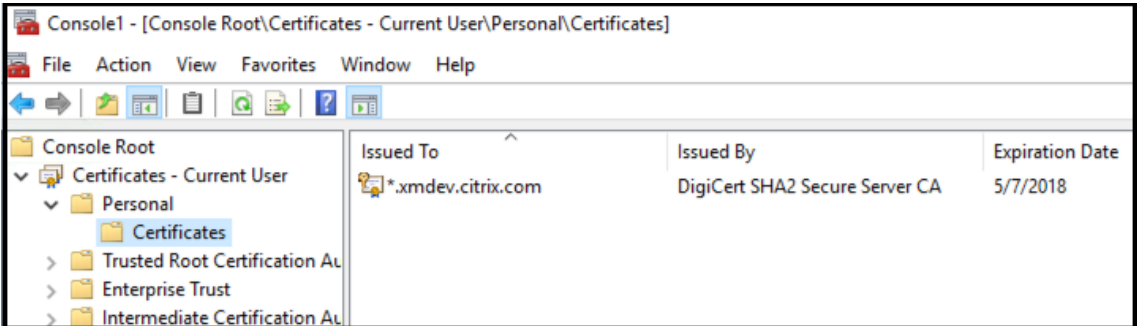 Console1 - [Console Root\Certificates - Current User\Personal\Certificates]
File Action View Favorites Window Help
Console Root
Certificates - Current User
Personal
Certificates
Trusted Root Certification Au
Enterprise Trust
Intermediate Certification Au
Issued To Issued By Expiration Date
*.xmdev.citrix.com DigiCert SHA2 Secure Server CA 5/7/2018